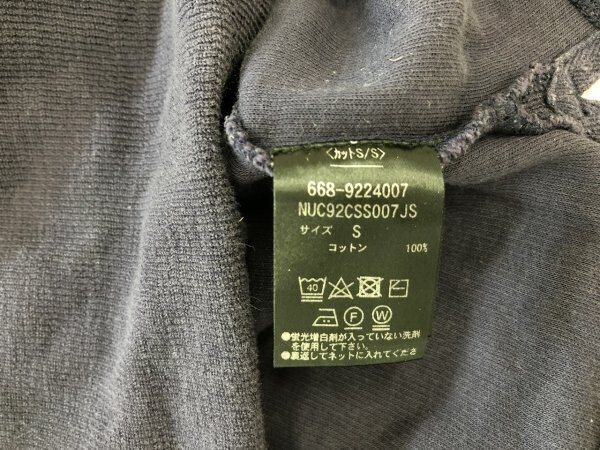 〈カットS/S〉
668-9224007
NUC92CSS007JS
サイズ S
コットン 100%
40
F W
●蛍光増白剤が入っていない洗剤
を使用して下さい。
●裏返してネットに入れてくださ